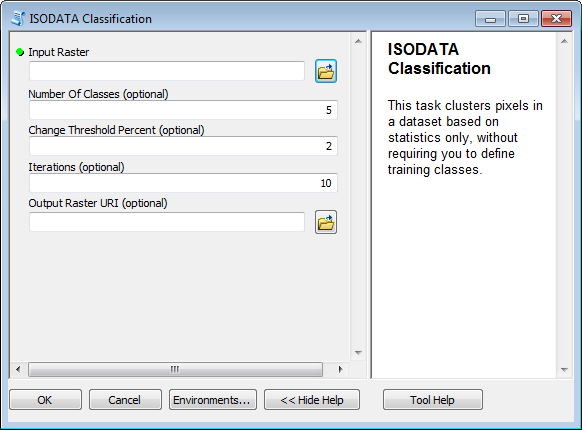 ISODATA Classification
Input Raster
Number Of Classes (optional)
5
Change Threshold Percent (optional)
2
Iterations (optional)
10
Output Raster URI (optional)
OK
Cancel
Environments...
<< Hide Help
ISODATA
Classification
This task clusters pixels in
a dataset based on
statistics only, without
requiring you to define
training classes.
Tool Help